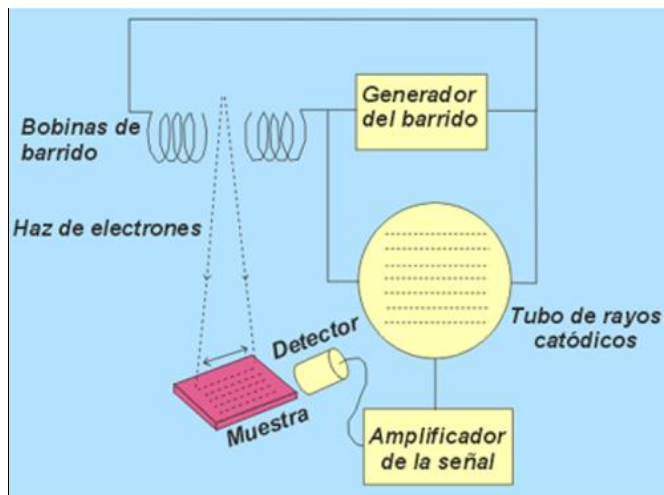 Generador
del barrido
Bobinas de
barrido
Haz de electrones
Tubo de rayos
catódicos
Detector
Muestra
Amplificador
de la señal